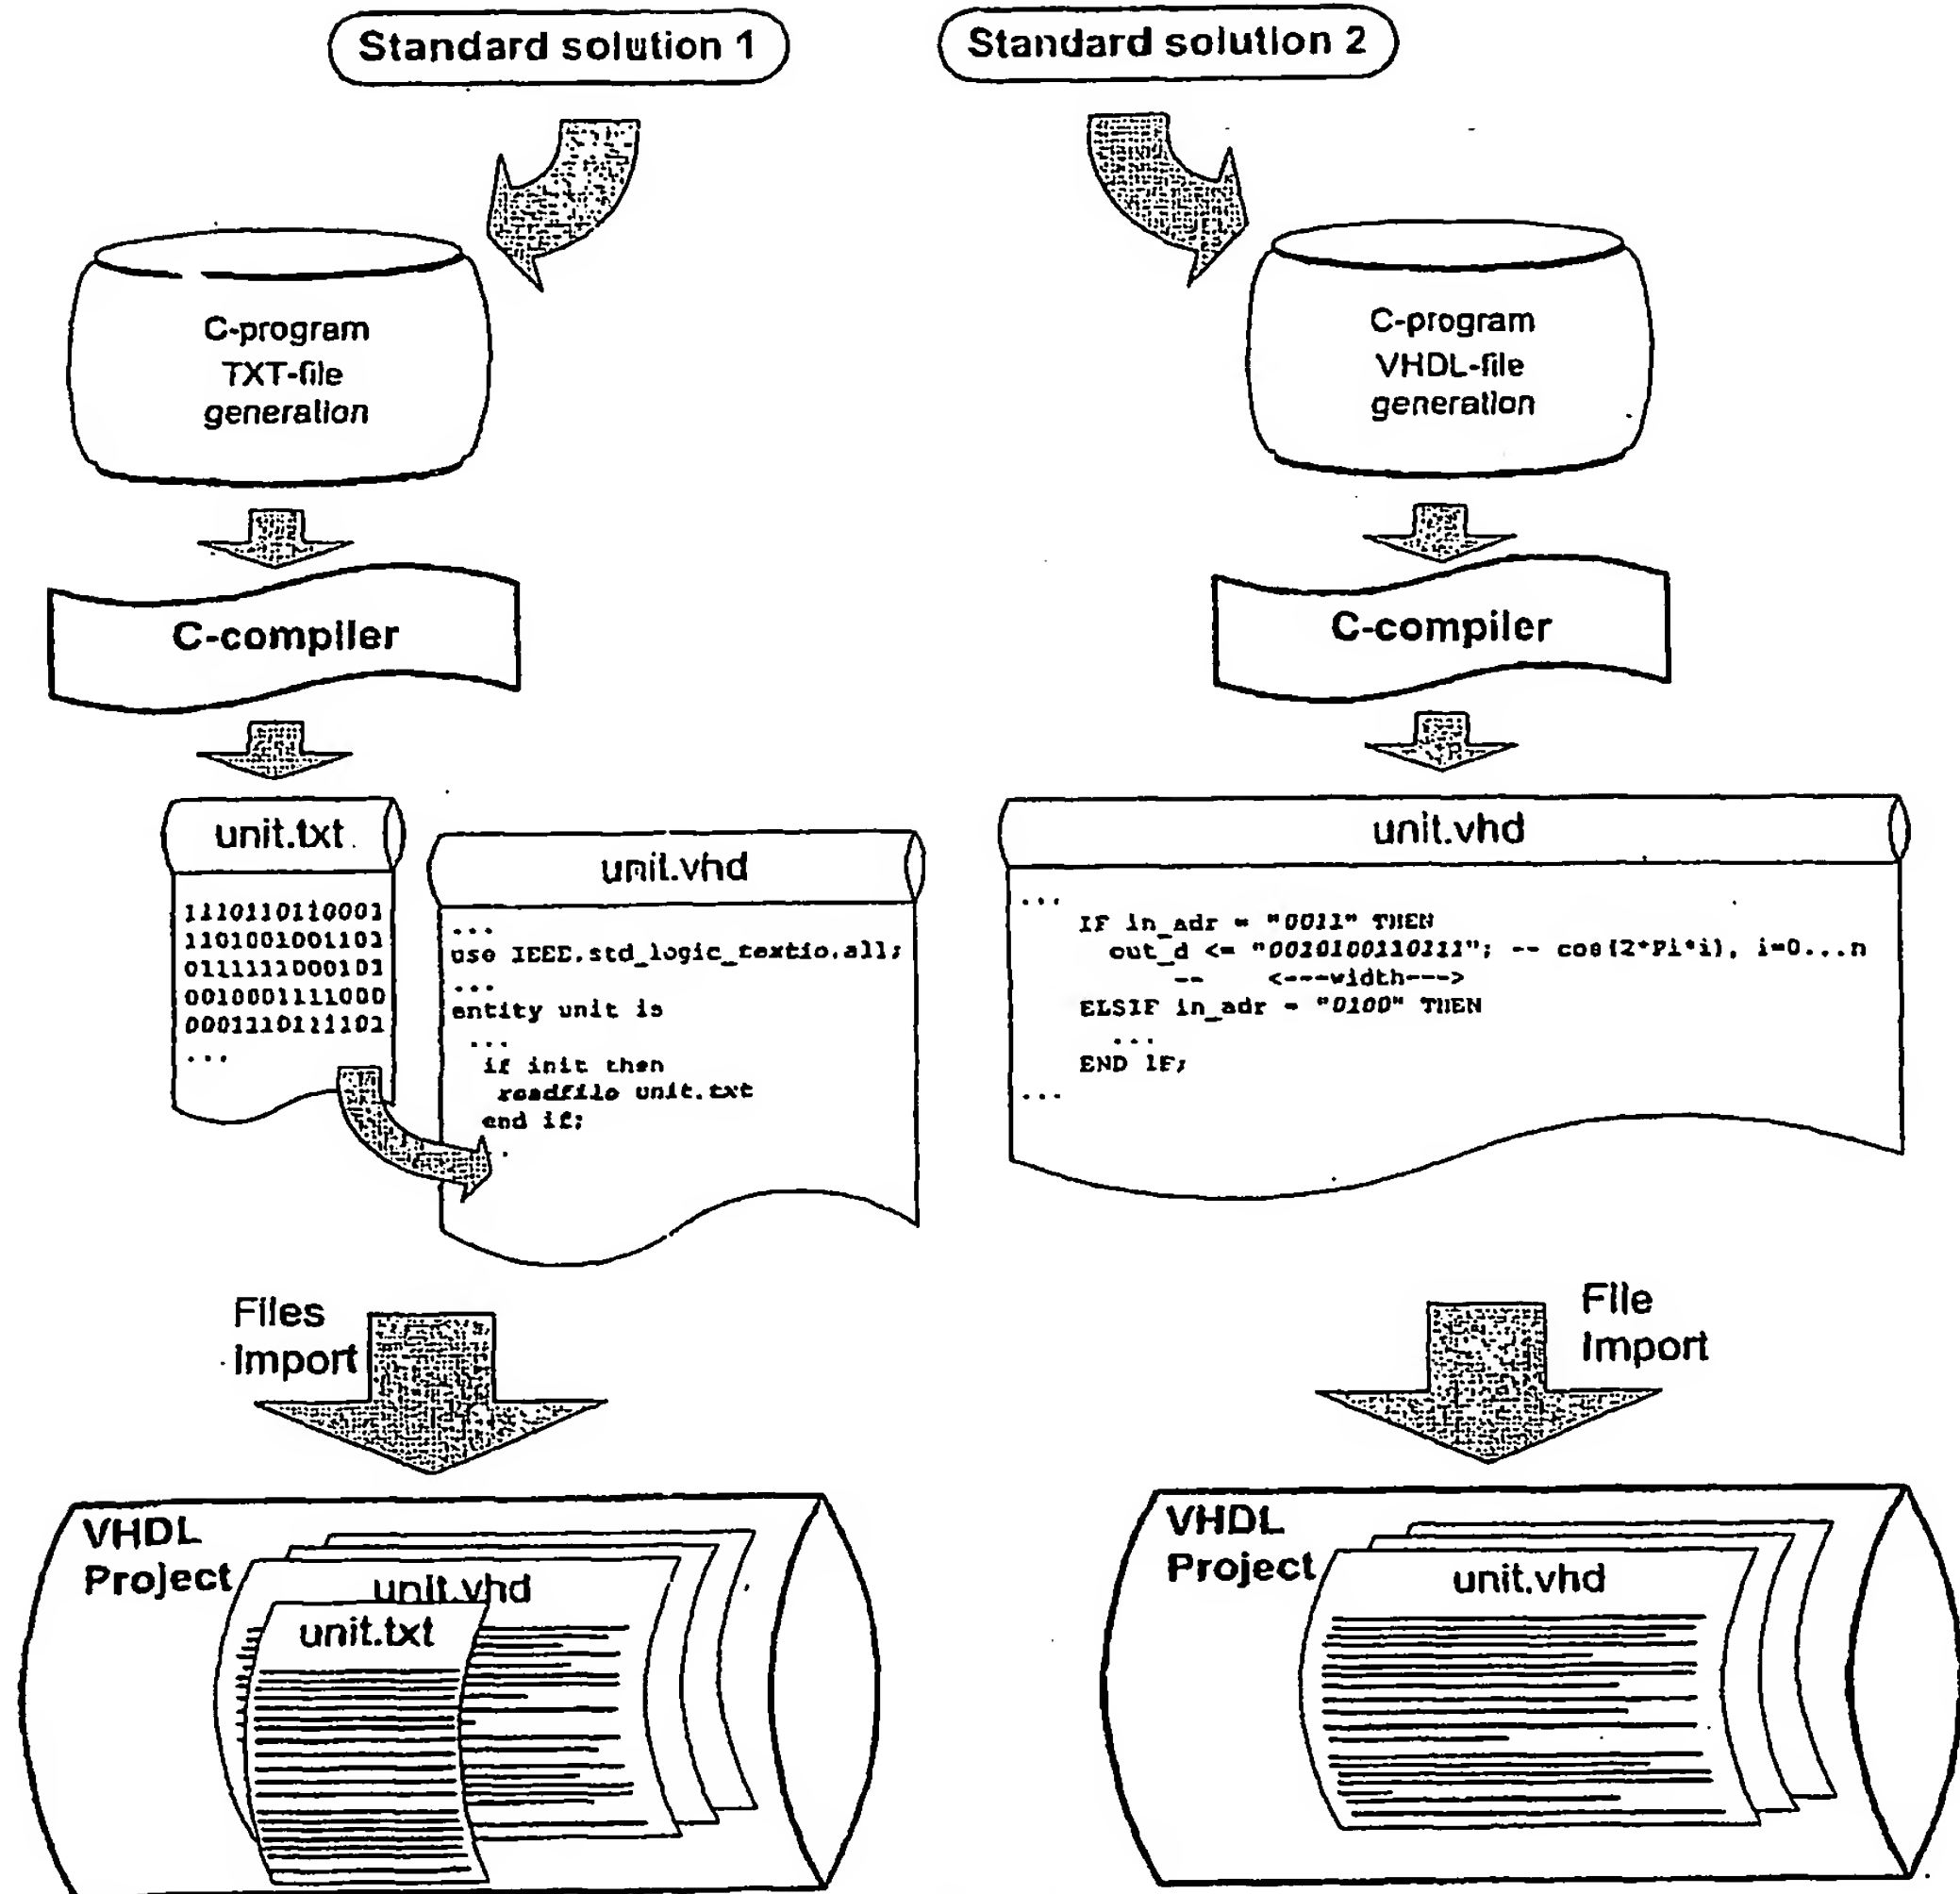 Standard solution 1
Standard solution 2
C-program
TXT-file
generation
C-program
VHDL-file
generation
C-compiler
C-compiler
unit.txt
1110110110001
1101001001101
0111111000101
0010001111000
0001110111101
...
unit.vhd
...
use IEEE.std_logic_textio.all;
...
entity unit is
...
if init then
readfile unit.txt
end if;
unit.vhd
...
IF in_adr = "0011" THEN
out_d <= "0010100110111"; -- cos(2*Pi*i), i=0...n
-- <---width--->
ELSIF in_adr = "0100" THEN
...
END IF;
...
Files
Import
File
Import
VHDL
Project
unit.vhd
unit.txt
VHDL
Project
unit.vhd